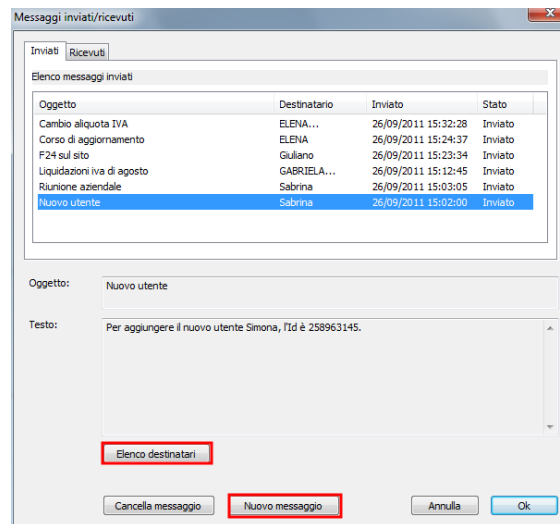 Messaggi inviati/ricevuti
Inviati Ricevuti
Elenco messaggi inviati
Oggetto Destinatario Inviato Stato
Cambio aliquota IVA ELENA... 26/09/2011 15:32:28 Inviato
Corso di aggiornamento ELENA 26/09/2011 15:24:37 Inviato
F24 sul sito Giuliano 26/09/2011 15:23:34 Inviato
Liquidazioni iva di agosto GABRIELA... 26/09/2011 15:12:45 Inviato
Riunione aziendale Sabrina 26/09/2011 15:03:05 Inviato
Nuovo utente Sabrina 26/09/2011 15:02:00 Inviato
Oggetto: Nuovo utente
Testo: Per aggiungere il nuovo utente Simona, l'Id è 258963145.
Elenco destinatari
Cancella messaggio Nuovo messaggio Annulla Ok